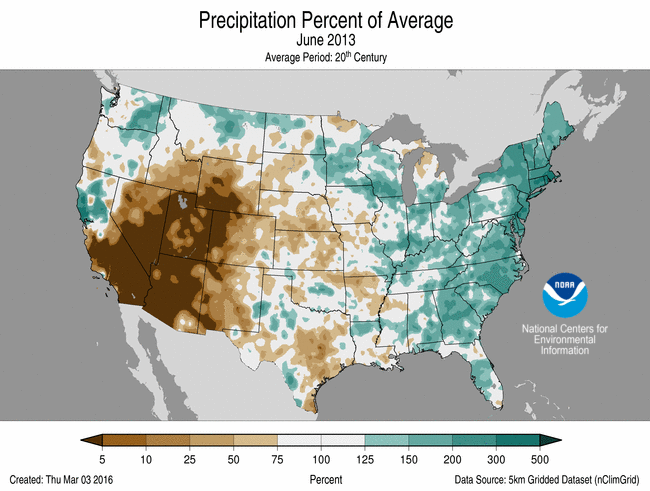 Precipitation Percent of Average
June 2013
Average Period: 20th Century
NOAA
National Centers for
Environmental
Information
5 10 25 50 75 100 125 150 200 300 500
Created: Thu Mar 03 2016 Percent Data Source: 5km Gridded Dataset (nClimGrid)